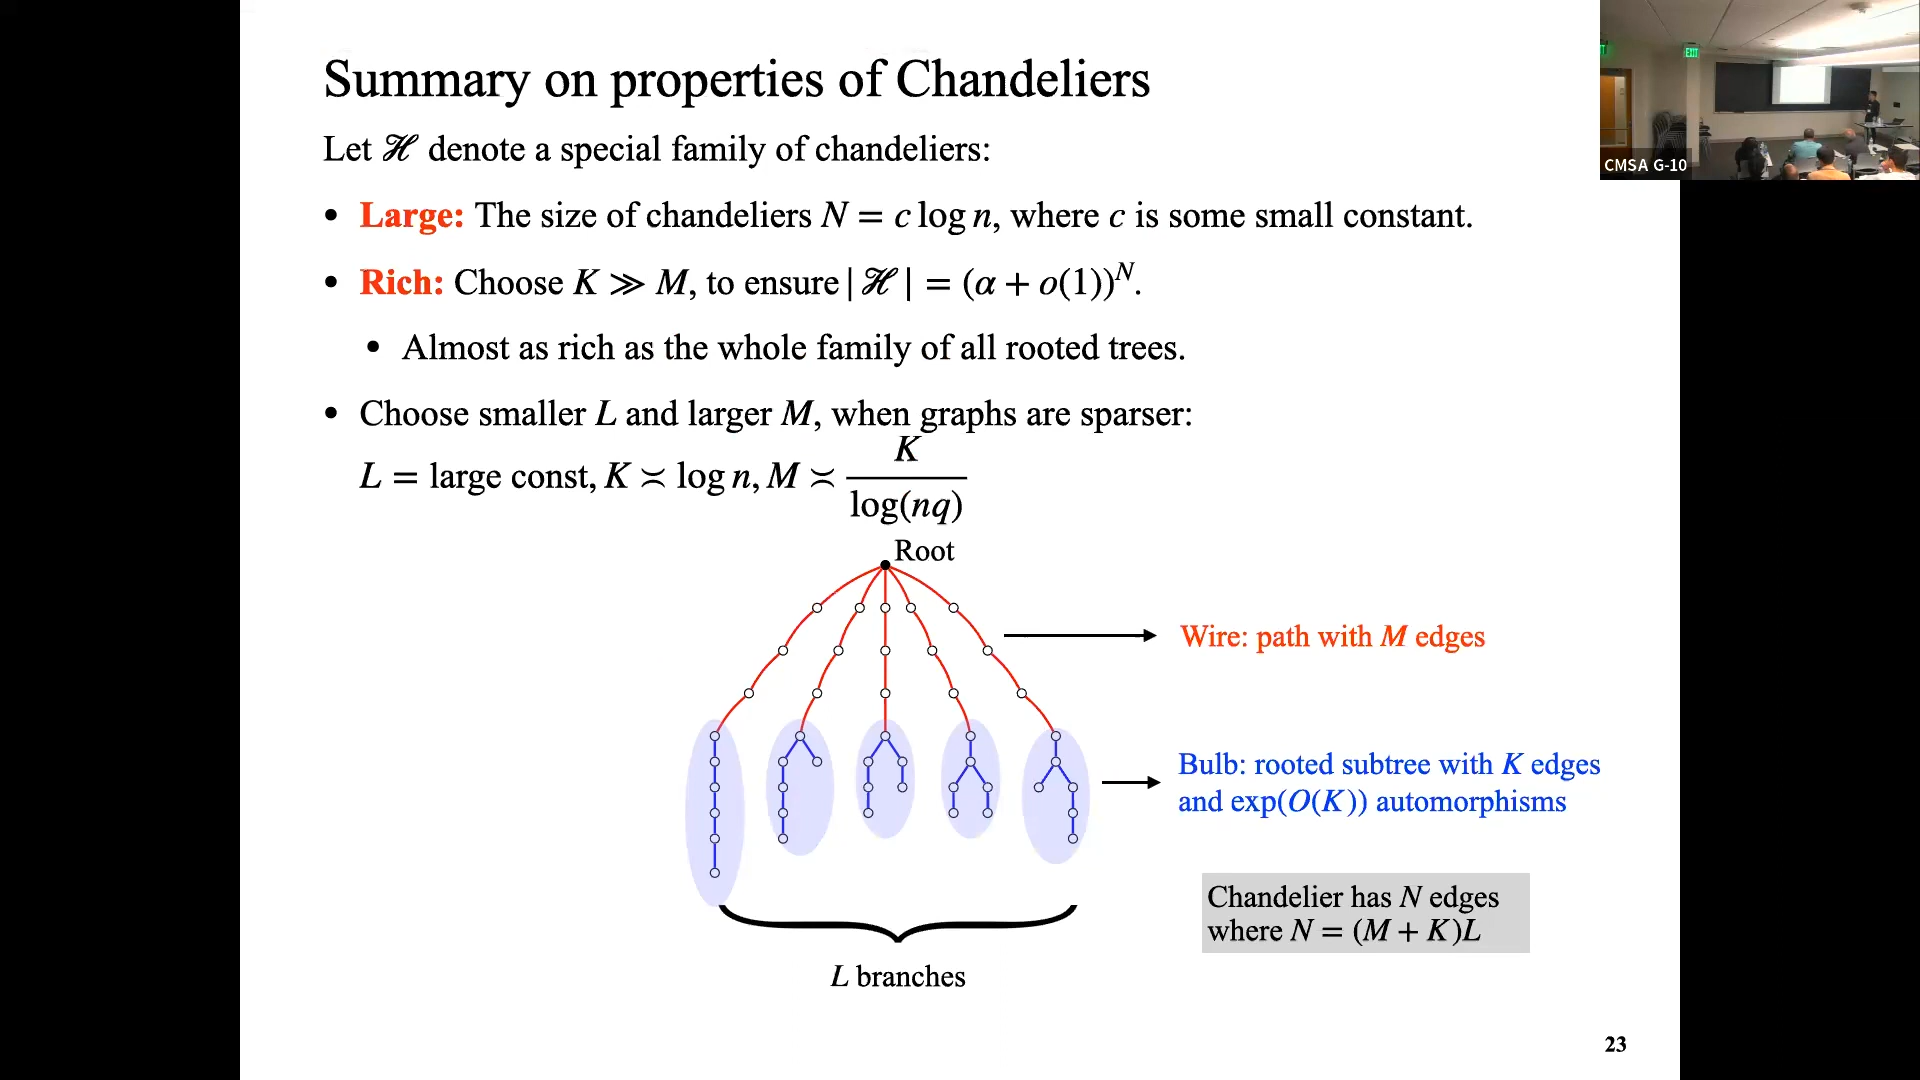 Summary on properties of Chandeliers
Let ℋ denote a special family of chandeliers:
• Large: The size of chandeliers N = c log n, where c is some small constant.
• Rich: Choose K ≫ M, to ensure |ℋ| = (α + o(1))^N.
• Almost as rich as the whole family of all rooted trees.
• Choose smaller L and larger M, when graphs are sparser:
L = large const, K ≍ log n, M ≍ K / log(nq)
Root
Wire: path with M edges
Bulb: rooted subtree with K edges
and exp(O(K)) automorphisms
Chandelier has N edges
where N = (M + K)L
L branches
23
EXIT
CMSA G-10